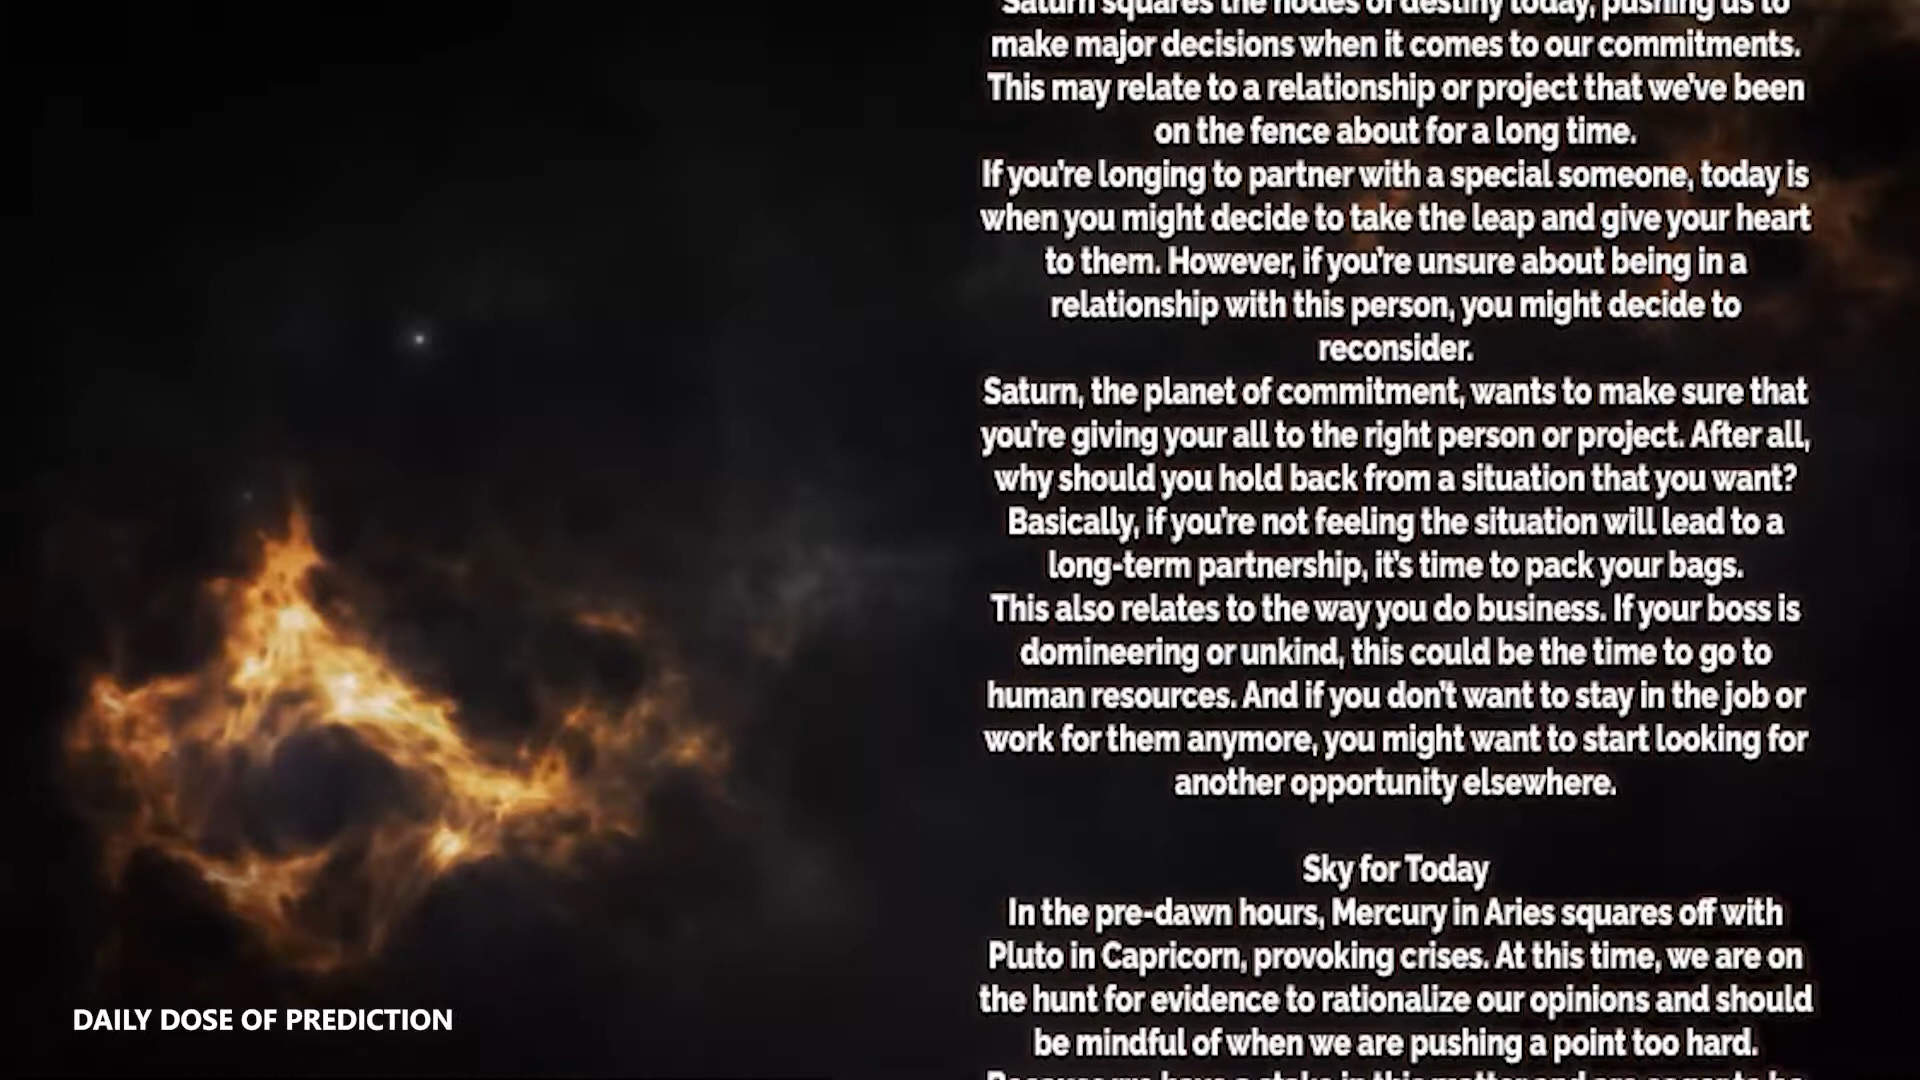 Saturn squares the nodes of destiny today, pushing us to
make major decisions when it comes to our commitments.
This may relate to a relationship or project that we've been
on the fence about for a long time.
If you're longing to partner with a special someone, today is
when you might decide to take the leap and give your heart
to them. However, if you're unsure about being in a
relationship with this person, you might decide to
reconsider.
Saturn, the planet of commitment, wants to make sure that
you're giving your all to the right person or project. After all,
why should you hold back from a situation that you want?
Basically, if you're not feeling the situation will lead to a
long-term partnership, it's time to pack your bags.
This also relates to the way you do business. If your boss is
domineering or unkind, this could be the time to go to
human resources. And if you don't want to stay in the job or
work for them anymore, you might want to start looking for
another opportunity elsewhere.
Sky for Today
In the pre-dawn hours, Mercury in Aries squares off with
Pluto in Capricorn, provoking crises. At this time, we are on
the hunt for evidence to rationalize our opinions and should
be mindful of when we are pushing a point too hard.
DAILY DOSE OF PREDICTION